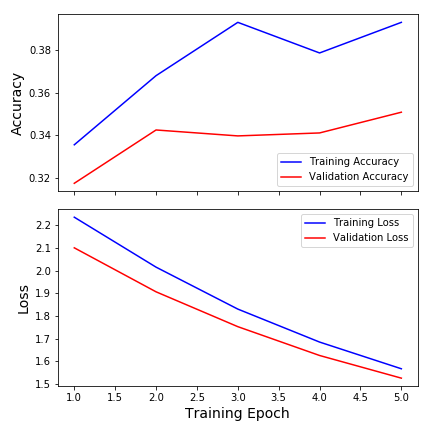 0.38
0.36
0.34
0.32
Accuracy
Training Accuracy
Validation Accuracy
2.2
2.1
2.0
1.9
1.8
1.7
1.6
1.5
Loss
Training Loss
Validation Loss
1.0 1.5 2.0 2.5 3.0 3.5 4.0 4.5 5.0
Training Epoch